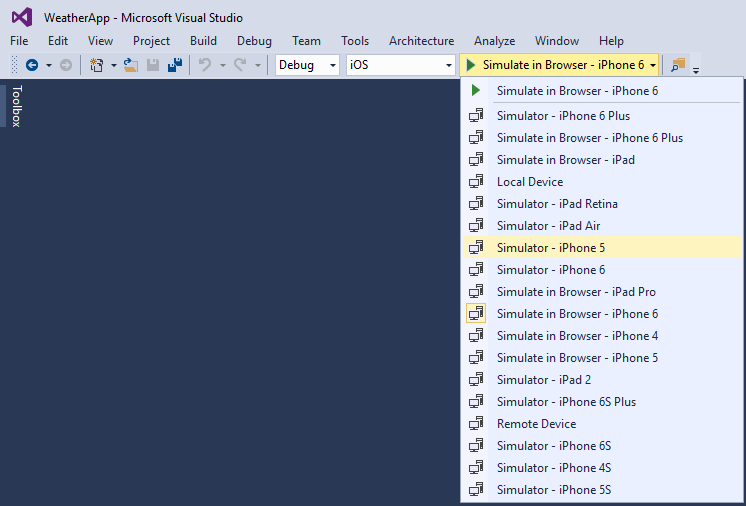 WeatherApp - Microsoft Visual Studio
File Edit View Project Build Debug Team Tools Architecture Analyze Window Help
Debug iOS Simulate in Browser - iPhone 6
Toolbox
Simulate in Browser - iPhone 6
Simulator - iPhone 6 Plus
Simulate in Browser - iPhone 6 Plus
Simulate in Browser - iPad
Local Device
Simulator - iPad Retina
Simulator - iPad Air
Simulator - iPhone 5
Simulator - iPhone 6
Simulate in Browser - iPad Pro
Simulate in Browser - iPhone 6
Simulate in Browser - iPhone 4
Simulate in Browser - iPhone 5
Simulator - iPad 2
Simulator - iPhone 6S Plus
Remote Device
Simulator - iPhone 6S
Simulator - iPhone 4S
Simulator - iPhone 5S